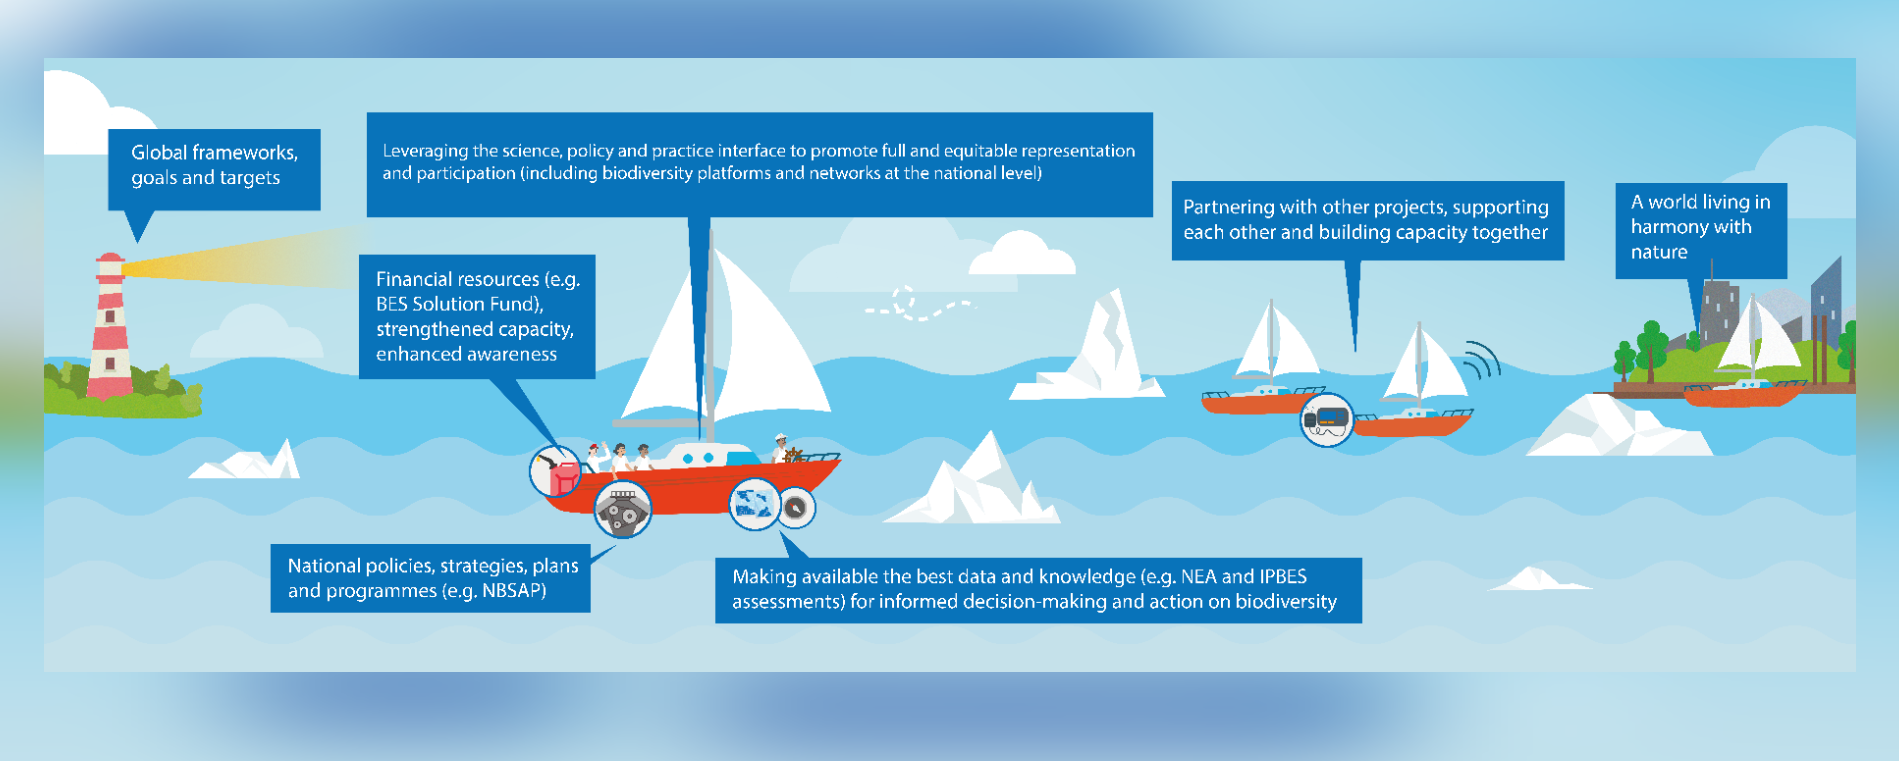 Global frameworks,
goals and targets
Leveraging the science, policy and practice interface to promote full and equitable representation
and participation (including biodiversity platforms and networks at the national level)
Financial resources (e.g.
BES Solution Fund),
strengthened capacity,
enhanced awareness
Partnering with other projects, supporting
each other and building capacity together
A world living in
harmony with
nature
National policies, strategies, plans
and programmes (e.g. NBSAP)
Making available the best data and knowledge (e.g. NEA and IPBES
assessments) for informed decision-making and action on biodiversity